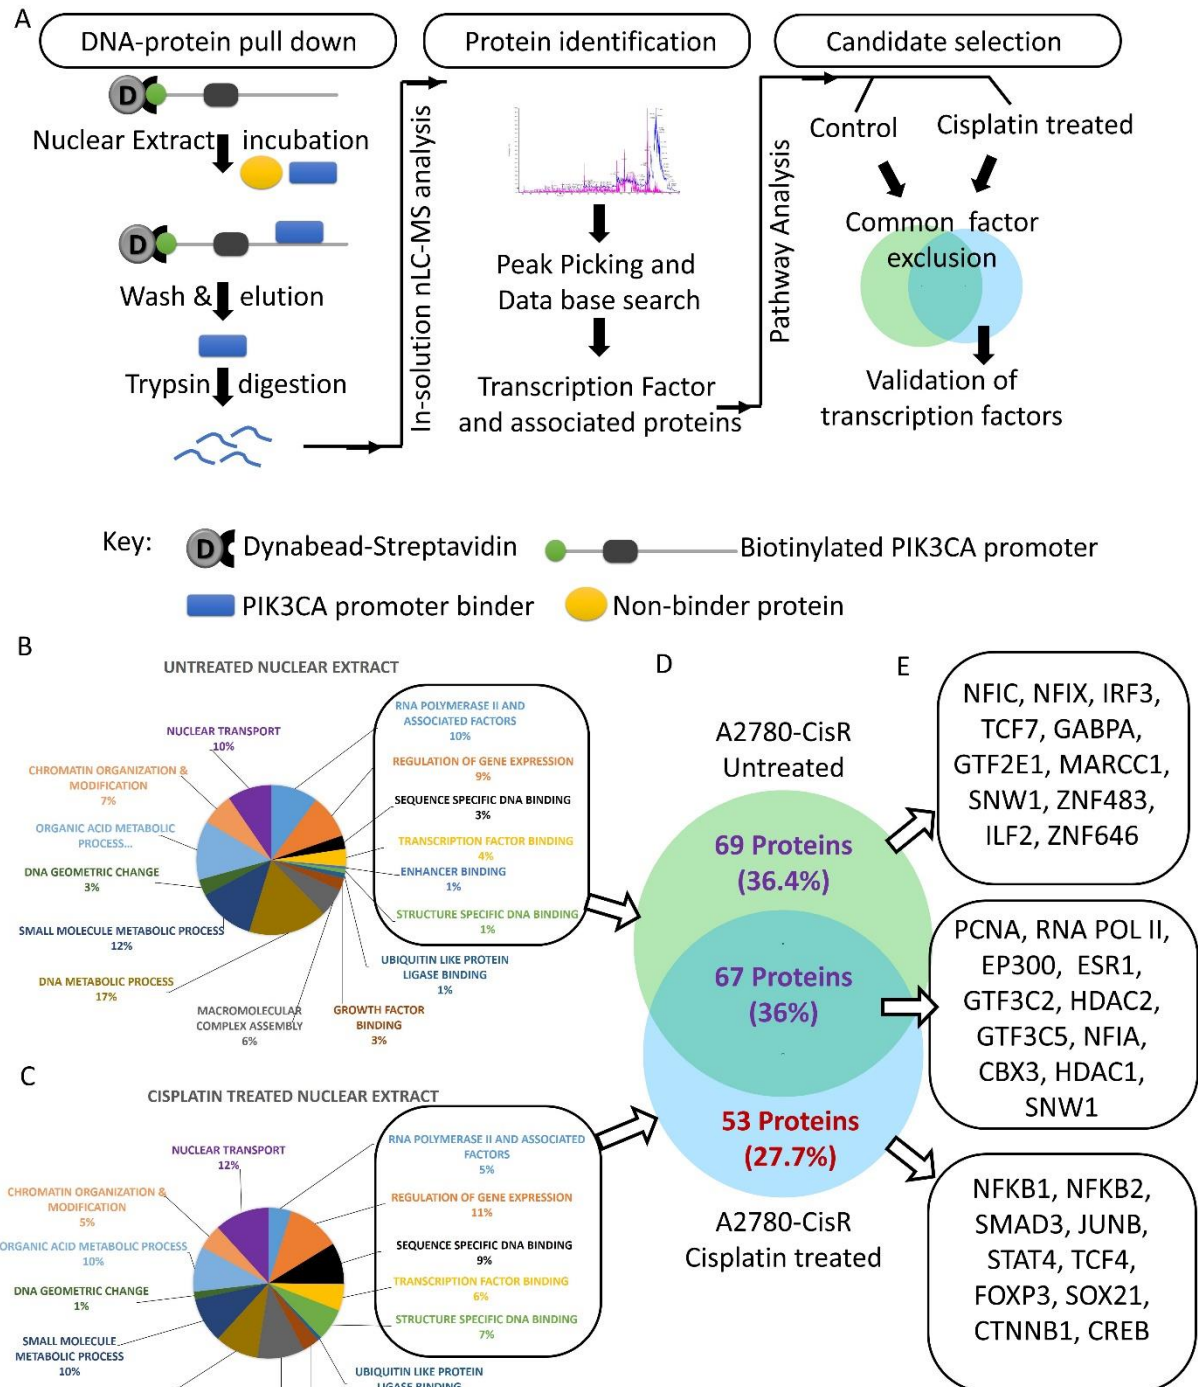 A
DNA-protein pull down
Protein identification
Candidate selection
D
Nuclear Extract incubation
D
Wash & elution
Trypsin digestion
In-solution nLC-MS analysis
Peak Picking and
Data base search
Transcription Factor
and associated proteins
Pathway Analysis
Control
Cisplatin treated
Common factor
exclusion
Validation of
transcription factors
Key:
D
Dynabead-Streptavidin
Biotinylated PIK3CA promoter
PIK3CA promoter binder
Non-binder protein
B
UNTREATED NUCLEAR EXTRACT
NUCLEAR TRANSPORT
10%
CHROMATIN ORGANIZATION &
MODIFICATION
7%
ORGANIC ACID METABOLIC
PROCESS...
DNA GEOMETRIC CHANGE
3%
SMALL MOLECULE METABOLIC PROCESS
12%
DNA METABOLIC PROCESS
17%
MACROMOLECULAR
COMPLEX ASSEMBLY
6%
GROWTH FACTOR
BINDING
3%
UBIQUITIN LIKE PROTEIN
LIGASE BINDING
1%
RNA POLYMERASE II AND
ASSOCIATED FACTORS
10%
REGULATION OF GENE EXPRESSION
9%
SEQUENCE SPECIFIC DNA BINDING
3%
TRANSCRIPTION FACTOR BINDING
4%
ENHANCER BINDING
1%
STRUCTURE SPECIFIC DNA BINDING
1%
C
CISPLATIN TREATED NUCLEAR EXTRACT
NUCLEAR TRANSPORT
12%
CHROMATIN ORGANIZATION &
MODIFICATION
5%
ORGANIC ACID METABOLIC PROCESS
10%
DNA GEOMETRIC CHANGE
1%
SMALL MOLECULE
METABOLIC PROCESS
10%
RNA POLYMERASE II AND ASSOCIATED
FACTORS
5%
REGULATION OF GENE EXPRESSION
11%
SEQUENCE SPECIFIC DNA BINDING
9%
TRANSCRIPTION FACTOR BINDING
6%
STRUCTURE SPECIFIC DNA BINDING
7%
UBIQUITIN LIKE PROTEIN
LIGASE BINDING
D
A2780-CisR
Untreated
69 Proteins
(36.4%)
67 Proteins
(36%)
53 Proteins
(27.7%)
A2780-CisR
Cisplatin treated
E
NFIC, NFIX, IRF3,
TCF7, GABPA,
GTF2E1, MARCC1,
SNW1, ZNF483,
ILF2, ZNF646
PCNA, RNA POL II,
EP300, ESR1,
GTF3C2, HDAC2,
GTF3C5, NFIA,
CBX3, HDAC1,
SNW1
NFKB1, NFKB2,
SMAD3, JUNB,
STAT4, TCF4,
FOXP3, SOX21,
CTNNB1, CREB